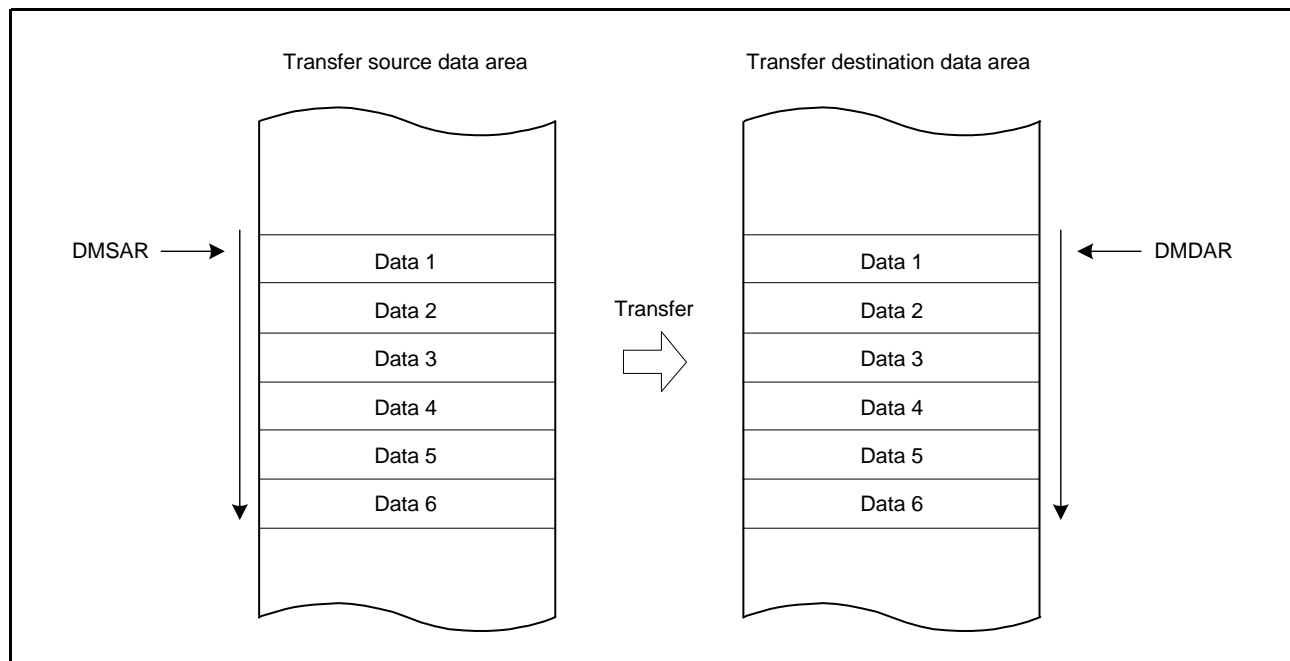 Transfer source data area
Transfer destination data area
DMSAR
Data 1
Data 2
Data 3
Data 4
Data 5
Data 6
Transfer
Data 1
Data 2
Data 3
Data 4
Data 5
Data 6
DMDAR